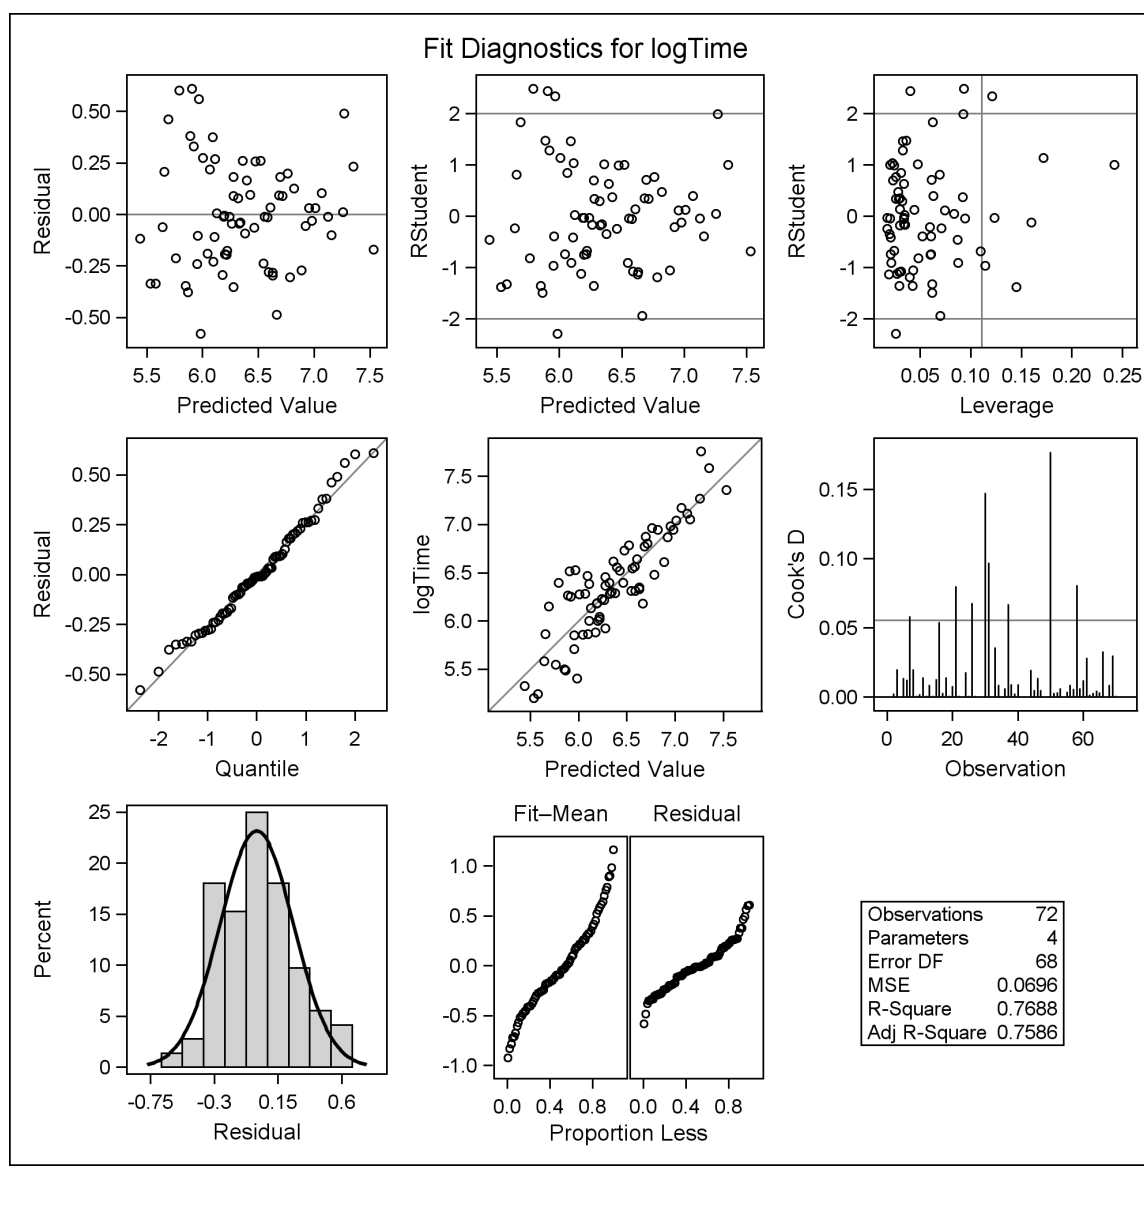 Fit Diagnostics for logTime
Residual
0.50
0.25
0.00
-0.25
-0.50
5.5 6.0 6.5 7.0 7.5
Predicted Value
RStudent
2
1
0
-1
-2
5.5 6.0 6.5 7.0 7.5
Predicted Value
RStudent
2
1
0
-1
-2
0.05 0.10 0.15 0.20 0.25
Leverage
Residual
0.50
0.25
0.00
-0.25
-0.50
-2 -1 0 1 2
Quantile
logTime
7.5
7.0
6.5
6.0
5.5
5.5 6.0 6.5 7.0 7.5
Predicted Value
Cook's D
0.15
0.10
0.05
0.00
0 20 40 60
Observation
Percent
25
20
15
10
5
0
-0.75 -0.3 0.15 0.6
Residual
Fit–Mean Residual
1.0
0.5
0.0
-0.5
-1.0
0.0 0.4 0.8 0.0 0.4 0.8
Proportion Less
Observations 72
Parameters 4
Error DF 68
MSE 0.0696
R-Square 0.7688
Adj R-Square 0.7586